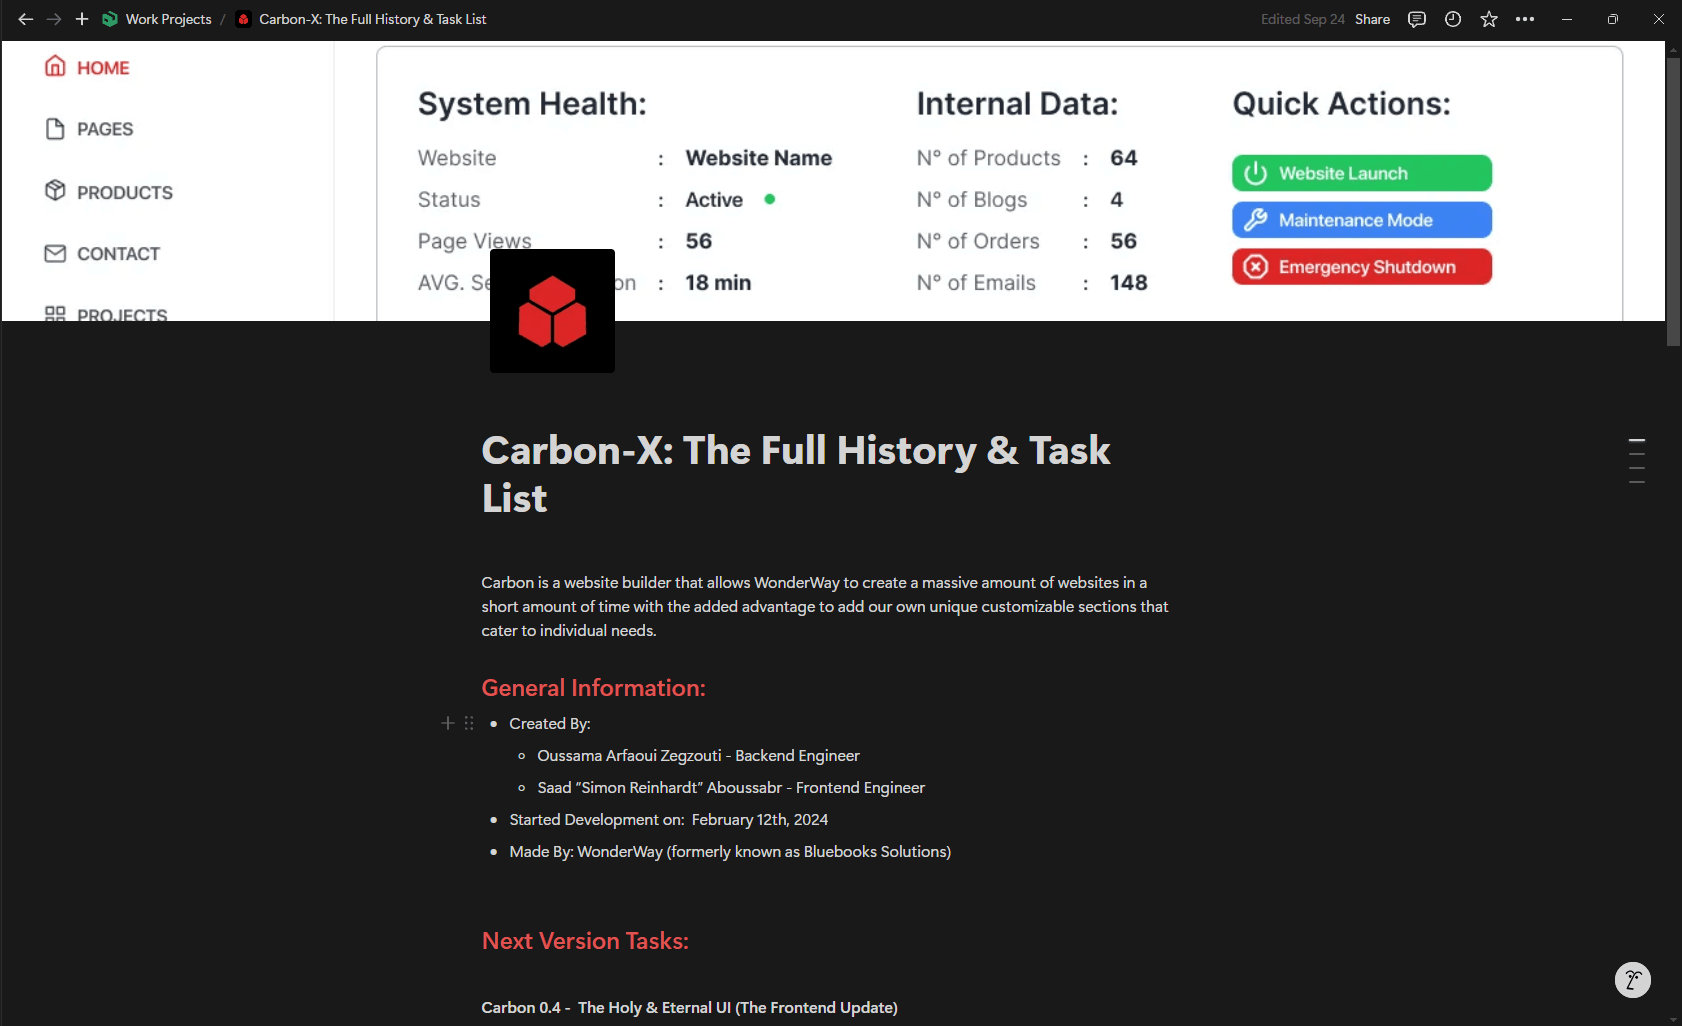 Work Projects / Carbon-X: The Full History & Task List
Edited Sep 24 Share
HOME
PAGES
PRODUCTS
CONTACT
PROJECTS
System Health:
Website : Website Name
Status : Active
Page Views : 56
AVG. Se on : 18 min
Internal Data:
N° of Products : 64
N° of Blogs : 4
N° of Orders : 56
N° of Emails : 148
Quick Actions:
Website Launch
Maintenance Mode
Emergency Shutdown
Carbon-X: The Full History & Task
List
Carbon is a website builder that allows WonderWay to create a massive amount of websites in a
short amount of time with the added advantage to add our own unique customizable sections that
cater to individual needs.
General Information:
Created By:
Oussama Arfaoui Zegzouti - Backend Engineer
Saad “Simon Reinhardt” Aboussabr - Frontend Engineer
Started Development on: February 12th, 2024
Made By: WonderWay (formerly known as Bluebooks Solutions)
Next Version Tasks:
Carbon 0.4 - The Holy & Eternal UI (The Frontend Update)